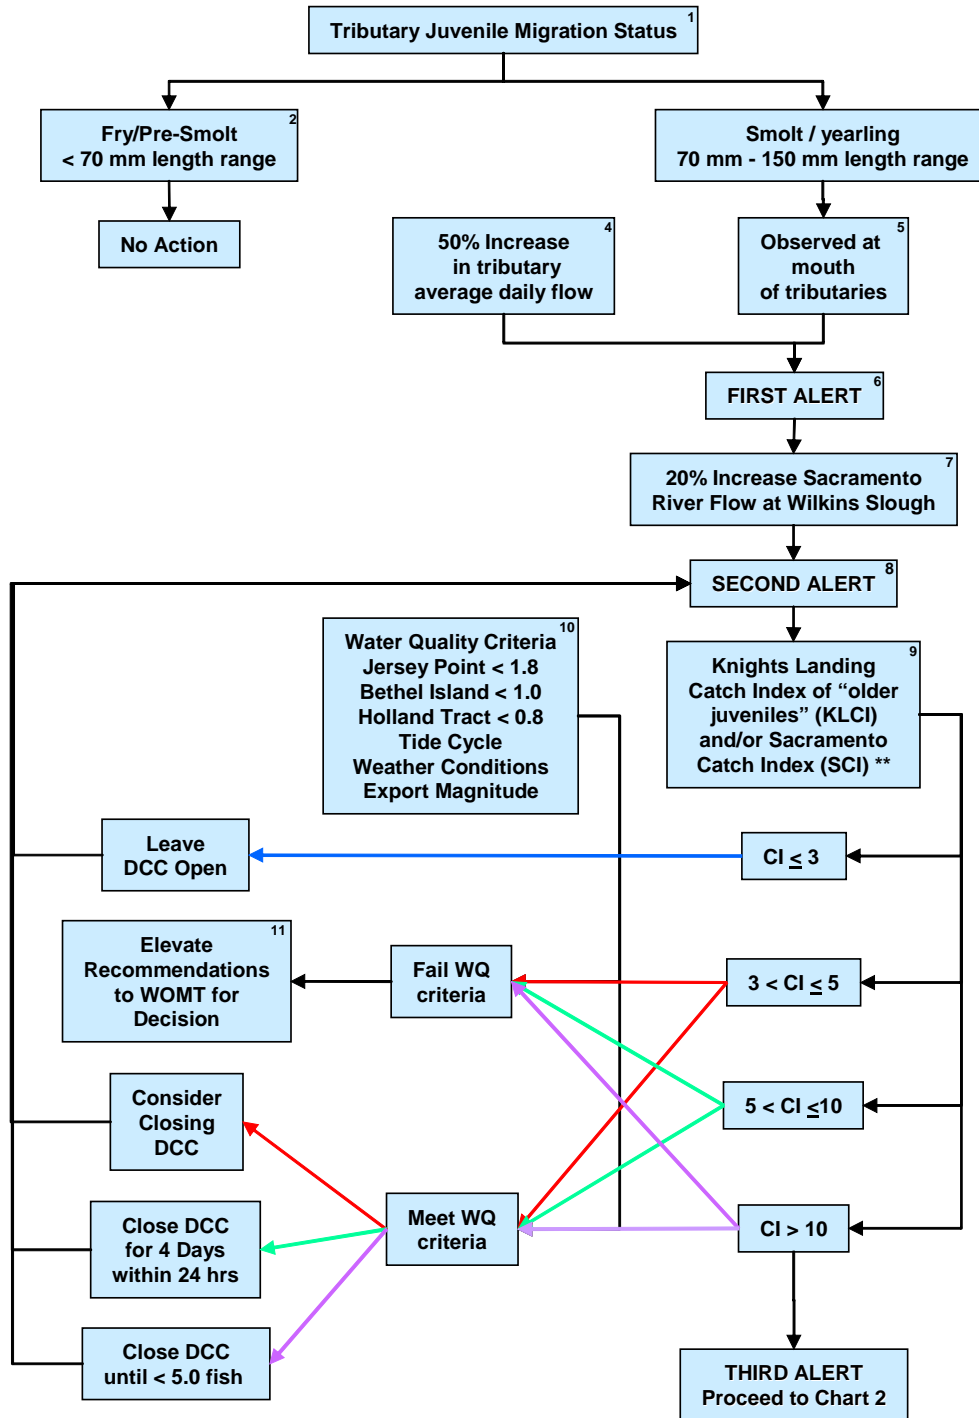 Tributary Juvenile Migration Status
1
Fry/Pre-Smolt
< 70 mm length range
2
Smolt / yearling
70 mm - 150 mm length range
No Action
50% Increase
in tributary
average daily flow
4
Observed at
mouth
of tributaries
5
FIRST ALERT
6
20% Increase Sacramento
River Flow at Wilkins Slough
7
SECOND ALERT
8
Water Quality Criteria
Jersey Point < 1.8
Bethel Island < 1.0
Holland Tract < 0.8
Tide Cycle
Weather Conditions
Export Magnitude
10
Knights Landing
Catch Index of “older
juveniles” (KLCI)
and/or Sacramento
Catch Index (SCI) **
9
Leave
DCC Open
CI ≤ 3
Elevate
Recommendations
to WOMT for
Decision
11
Fail WQ
criteria
3 < CI ≤ 5
Consider
Closing
DCC
5 < CI ≤10
Close DCC
for 4 Days
within 24 hrs
Meet WQ
criteria
CI > 10
Close DCC
until < 5.0 fish
THIRD ALERT
Proceed to Chart 2